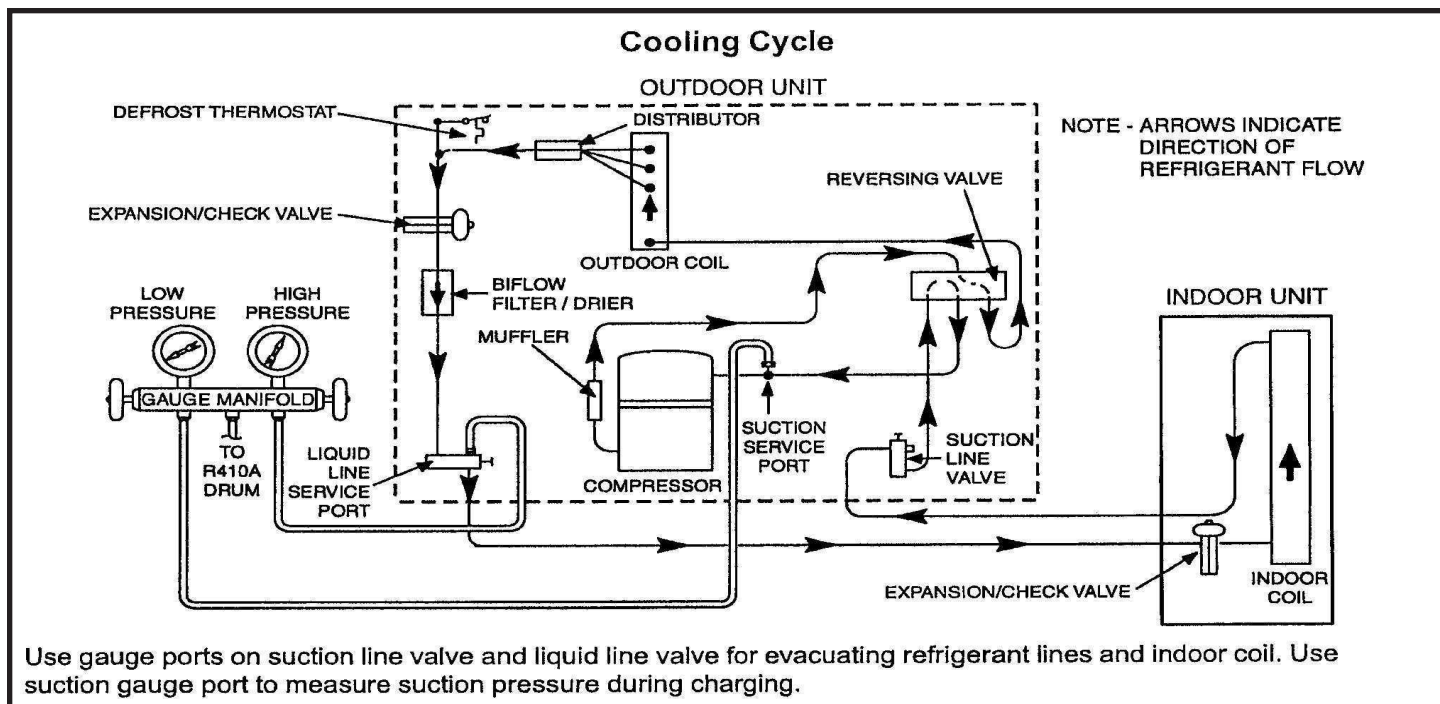 Cooling Cycle
OUTDOOR UNIT
DEFROST THERMOSTAT
DISTRIBUTOR
NOTE - ARROWS INDICATE
DIRECTION OF
REFRIGERANT FLOW
REVERSING VALVE
EXPANSION/CHECK VALVE
OUTDOOR COIL
LOW
PRESSURE
HIGH
PRESSURE
BIFLOW
FILTER / DRIER
MUFFLER
INDOOR UNIT
GAUGE MANIFOLD
TO
R410A
DRUM
LIQUID
LINE
SERVICE
PORT
COMPRESSOR
SUCTION
SERVICE
PORT
SUCTION
LINE
VALVE
EXPANSION/CHECK VALVE
INDOOR
COIL
Use gauge ports on suction line valve and liquid line valve for evacuating refrigerant lines and indoor coil. Use
suction gauge port to measure suction pressure during charging.